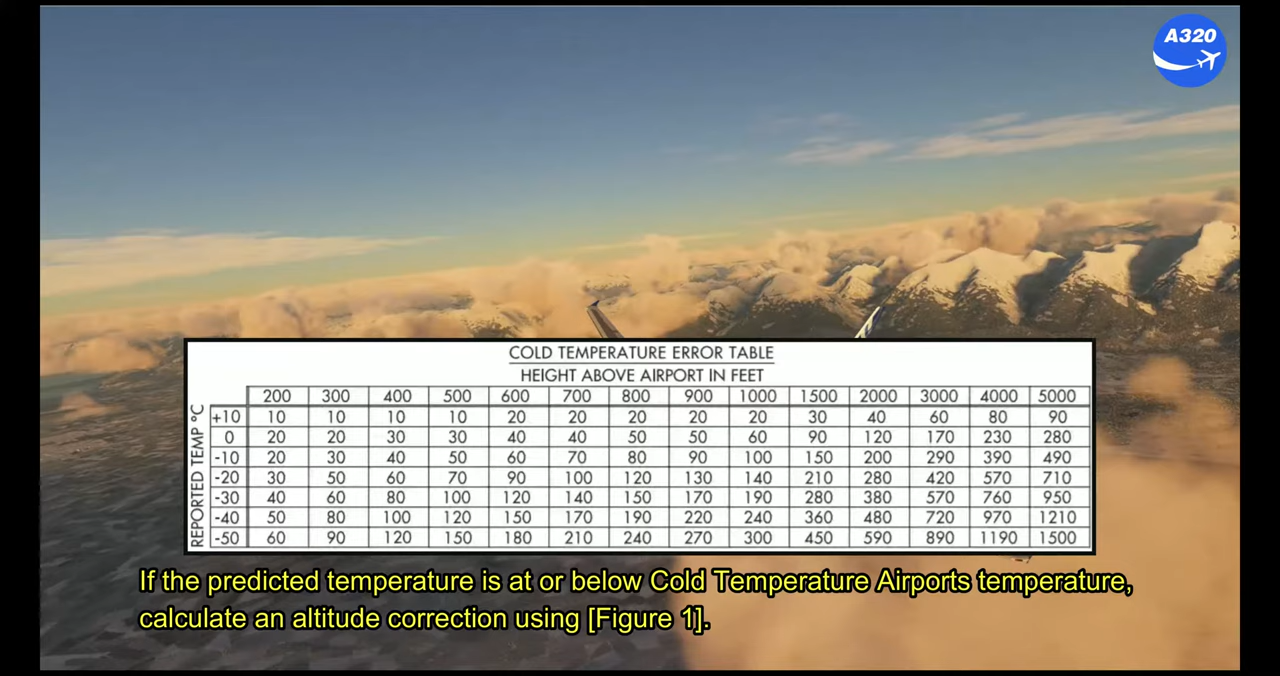 A320
COLD TEMPERATURE ERROR TABLE
HEIGHT ABOVE AIRPORT IN FEET
REPORTED TEMP °C
200 300 400 500 600 700 800 900 1000 1500 2000 3000 4000 5000
+10 10 10 10 10 20 20 20 20 20 30 40 60 80 90
0 20 20 30 30 40 40 50 50 60 90 120 170 230 280
-10 20 30 40 50 60 70 80 90 100 150 200 290 390 490
-20 30 50 60 70 90 100 120 130 140 210 280 420 570 710
-30 40 60 80 100 120 140 150 170 190 280 380 570 760 950
-40 50 80 100 120 150 170 190 220 240 360 480 720 970 1210
-50 60 90 120 150 180 210 240 270 300 450 590 890 1190 1500
If the predicted temperature is at or below Cold Temperature Airports temperature,
calculate an altitude correction using [Figure 1].